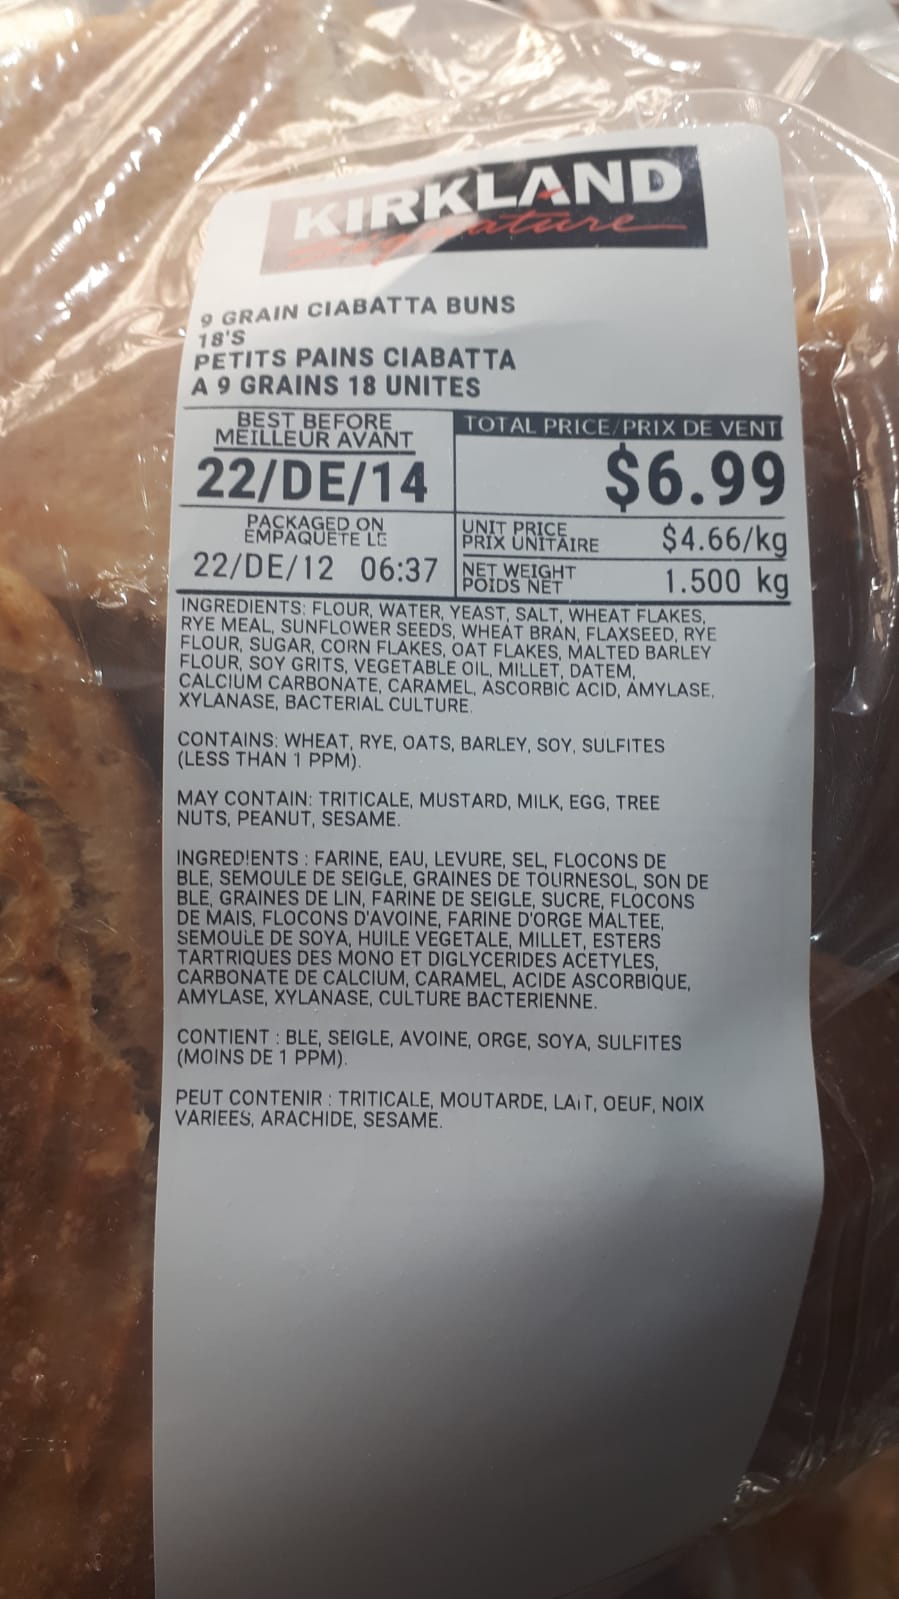 KIRKLAND
Signature
9 GRAIN CIABATTA BUNS
18'S
PETITS PAINS CIABATTA
A 9 GRAINS 18 UNITES
BEST BEFORE
MEILLEUR AVANT
22/DE/14
TOTAL PRICE/PRIX DE VENT
$6.99
PACKAGED ON
EMPAQUETE LE
22/DE/12 06:37
UNIT PRICE
PRIX UNITAIRE
$4.66/kg
NET WEIGHT
POIDS NET
1.500 kg
INGREDIENTS: FLOUR, WATER, YEAST, SALT, WHEAT FLAKES,
RYE MEAL, SUNFLOWER SEEDS, WHEAT BRAN, FLAXSEED, RYE
FLOUR, SUGAR, CORN FLAKES, OAT FLAKES, MALTED BARLEY
FLOUR, SOY GRITS, VEGETABLE OIL, MILLET, DATEM,
CALCIUM CARBONATE, CARAMEL, ASCORBIC ACID, AMYLASE,
XYLANASE, BACTERIAL CULTURE.
CONTAINS: WHEAT, RYE, OATS, BARLEY, SOY, SULFITES
(LESS THAN 1 PPM).
MAY CONTAIN: TRITICALE, MUSTARD, MILK, EGG, TREE
NUTS, PEANUT, SESAME.
INGREDIENTS : FARINE, EAU, LEVURE, SEL, FLOCONS DE
BLE, SEMOULE DE SEIGLE, GRAINES DE TOURNESOL, SON DE
BLE, GRAINES DE LIN, FARINE DE SEIGLE, SUCRE, FLOCONS
DE MAIS, FLOCONS D'AVOINE, FARINE D'ORGE MALTEE,
SEMOULE DE SOYA, HUILE VEGETALE, MILLET, ESTERS
TARTRIQUES DES MONO ET DIGLYCERIDES ACETYLES,
CARBONATE DE CALCIUM, CARAMEL, ACIDE ASCORBIQUE,
AMYLASE, XYLANASE, CULTURE BACTERIENNE.
CONTIENT : BLE, SEIGLE, AVOINE, ORGE, SOYA, SULFITES
(MOINS DE 1 PPM).
PEUT CONTENIR : TRITICALE, MOUTARDE, LAIT, OEUF, NOIX
VARIEES, ARACHIDE, SESAME.